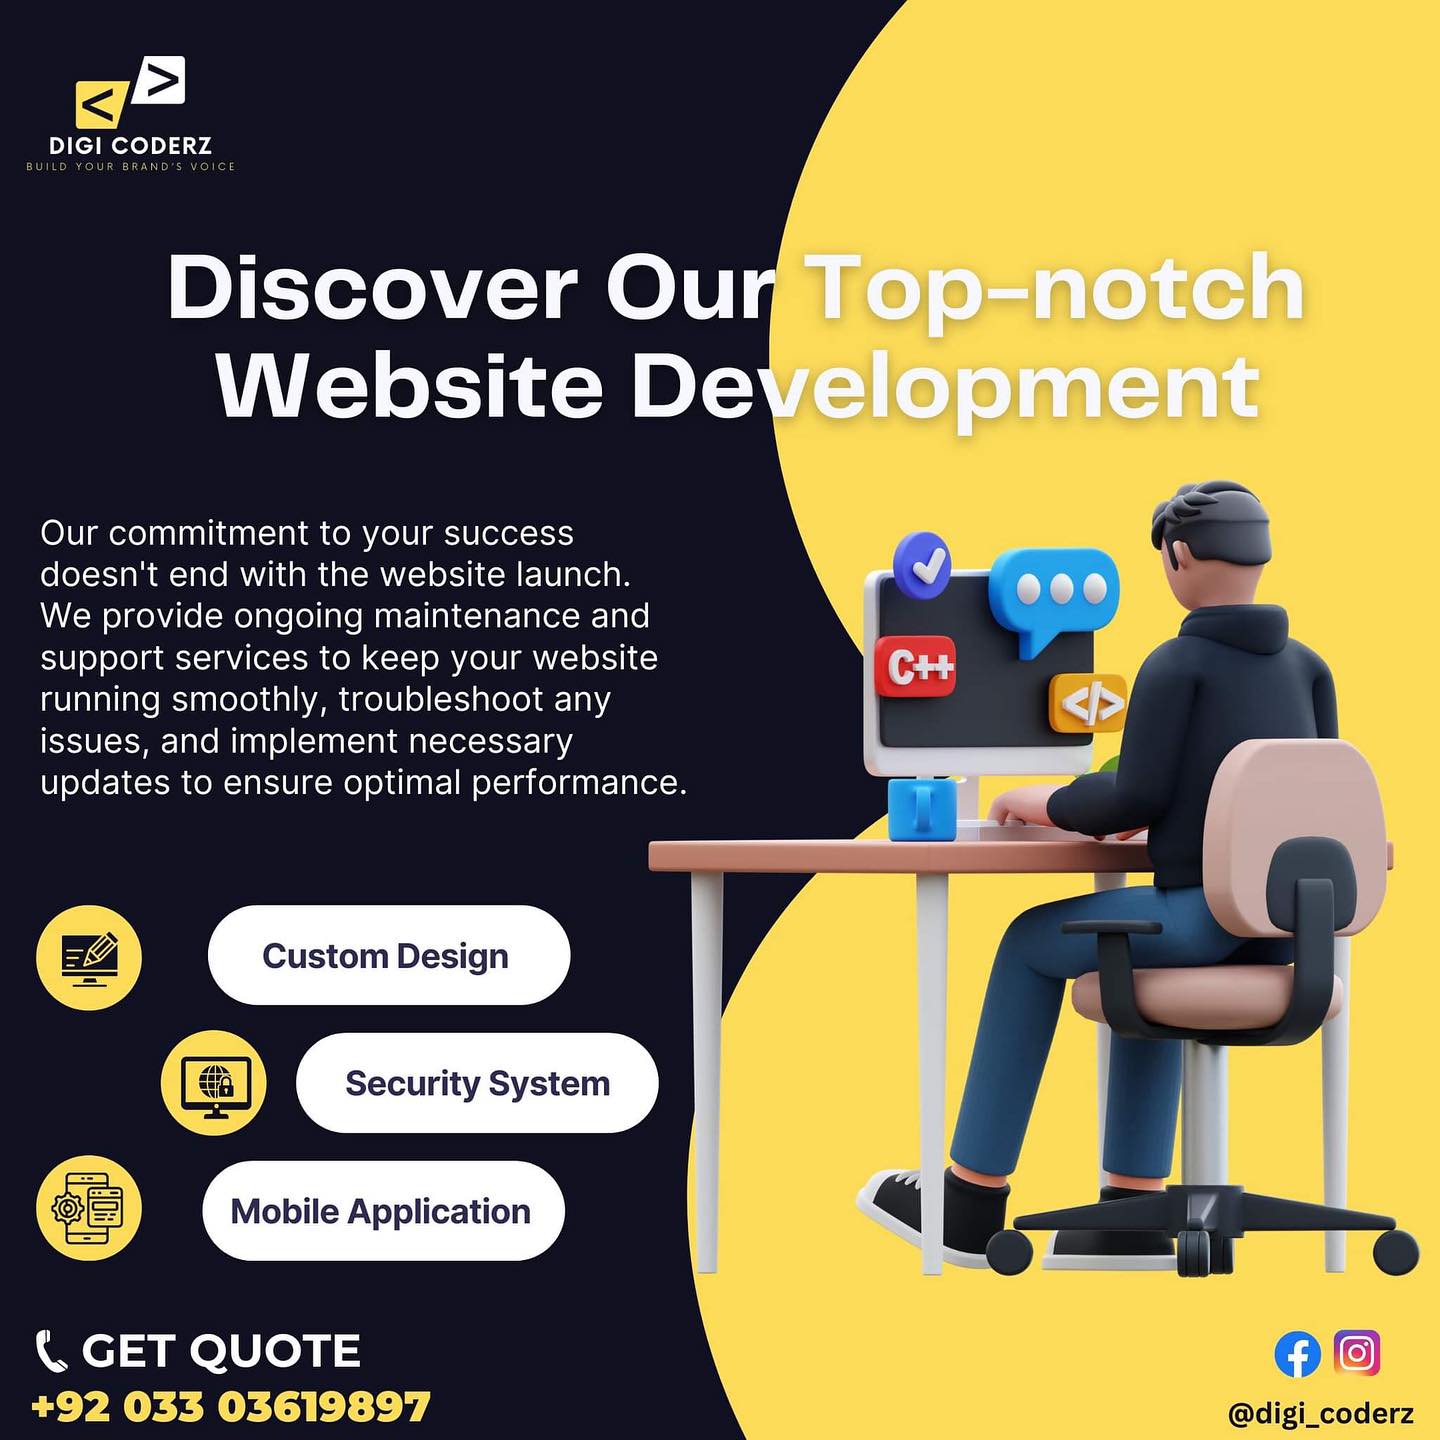 DIGI CODERZ
BUILD YOUR BRAND'S VOICE
Discover Our Top-notch
Website Development
Our commitment to your success
doesn't end with the website launch.
We provide ongoing maintenance and
support services to keep your website
running smoothly, troubleshoot any
issues, and implement necessary
updates to ensure optimal performance.
C++
</>
Custom Design
Security System
Mobile Application
GET QUOTE
+92 033 03619897
@digi_coderz